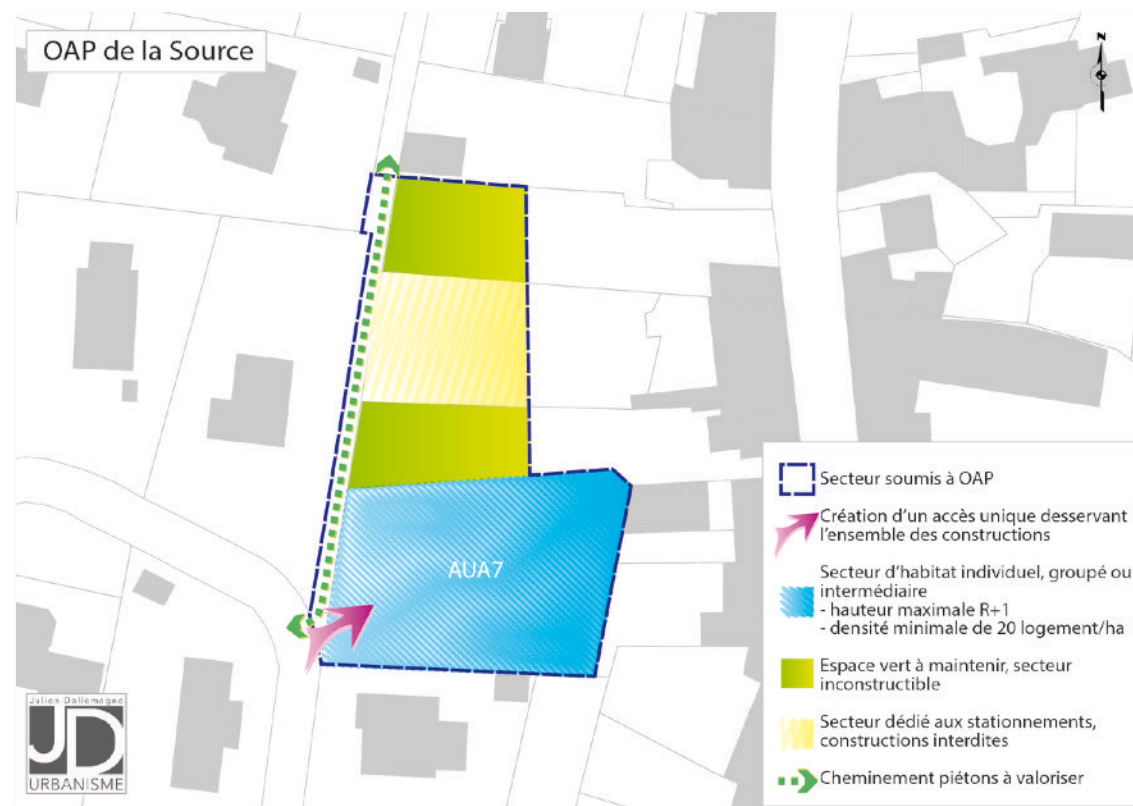 OAP de la Source
N
AUA7
Secteur soumis à OAP
Création d'un accès unique desservant
l'ensemble des constructions
Secteur d'habitat individuel, groupé ou
intermédiaire
- hauteur maximale R+1
- densité minimale de 20 logement/ha
Espace vert à maintenir, secteur
inconstructible
Secteur dédié aux stationnements,
constructions interdites
Cheminement piétons à valoriser
Julien Dallemagne
JD
URBANISME